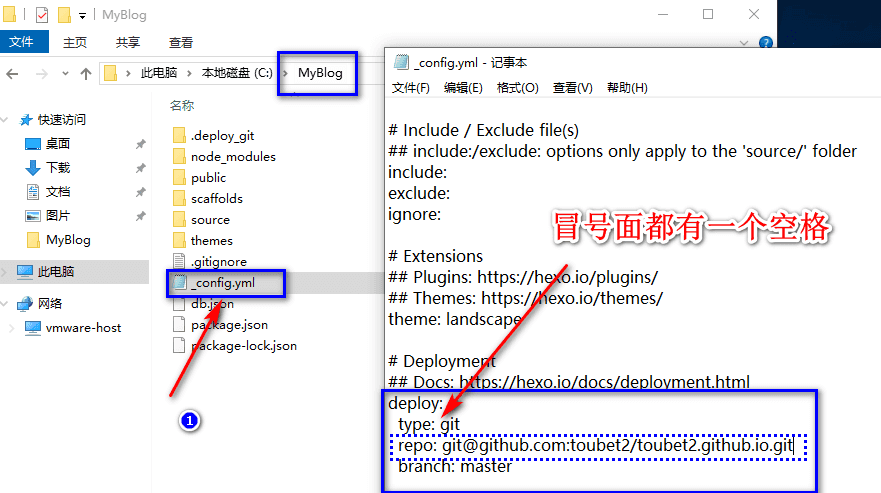 MyBlog
文件
主页
共享
查看
此电脑 › 本地磁盘 (C:) › MyBlog
名称
快速访问
桌面
下载
文档
图片
MyBlog
此电脑
网络
vmware-host
.deploy_git
node_modules
public
scaffolds
source
themes
.gitignore
_config.yml
db.json
package.json
package-lock.json
1
_config.yml - 记事本
文件(F) 编辑(E) 格式(O) 查看(V) 帮助(H)
# Include / Exclude file(s)
## include:/exclude: options only apply to the 'source/' folder
include:
exclude:
ignore:
冒号面都有一个空格
# Extensions
## Plugins: https://hexo.io/plugins/
## Themes: https://hexo.io/themes/
theme: landscape
# Deployment
## Docs: https://hexo.io/docs/deployment.html
deploy:
type: git
repo: git@github.com:toubet2/toubet2.github.io.git
branch: master